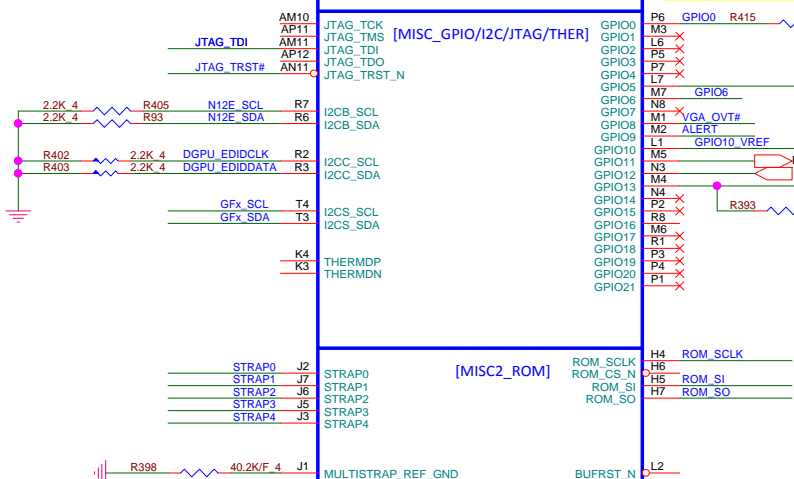 AM10 JTAG_TCK [MISC_GPIO/I2C/JTAG/THER] GPIO0 P6 GPIO0 R415
AP11 JTAG_TMS GPIO1 M3
JTAG_TDI AM11 JTAG_TDI GPIO2 L6
AP12 JTAG_TDO GPIO3 P5
JTAG_TRST# AN11 JTAG_TRST_N GPIO4 P7
GPIO5 L7
2.2K_4 R405 N12E_SCL R7 I2CB_SCL GPIO6 M7 GPIO6
2.2K_4 R93 N12E_SDA R6 I2CB_SDA GPIO7 N8
GPIO8 M1 VGA_OVT#
GPIO9 M2 ALERT
GPIO10 L1 GPIO10_VREF
R402 2.2K_4 DGPU_EDIDCLK R2 I2CC_SCL GPIO11 M5
R403 2.2K_4 DGPU_EDIDDATA R3 I2CC_SDA GPIO12 N3
GPIO13 M4
GPIO14 N4
GFx_SCL T4 I2CS_SCL GPIO15 P2 R393
GFx_SDA T3 I2CS_SDA GPIO16 R8
GPIO17 M6
GPIO18 R1
K4 THERMDP GPIO19 P3
K3 THERMDN GPIO20 P4
GPIO21 P1
ROM_SCLK H4 ROM_SCLK
STRAP0 J2 STRAP0 [MISC2_ROM] ROM_CS_N H6
STRAP1 J7 STRAP1 ROM_SI H5 ROM_SI
STRAP2 J6 STRAP2 ROM_SO H7 ROM_SO
STRAP3 J5 STRAP3
STRAP4 J3 STRAP4
R398 40.2K/F_4 J1 MULTISTRAP_REF_GND BUFRST_N L2